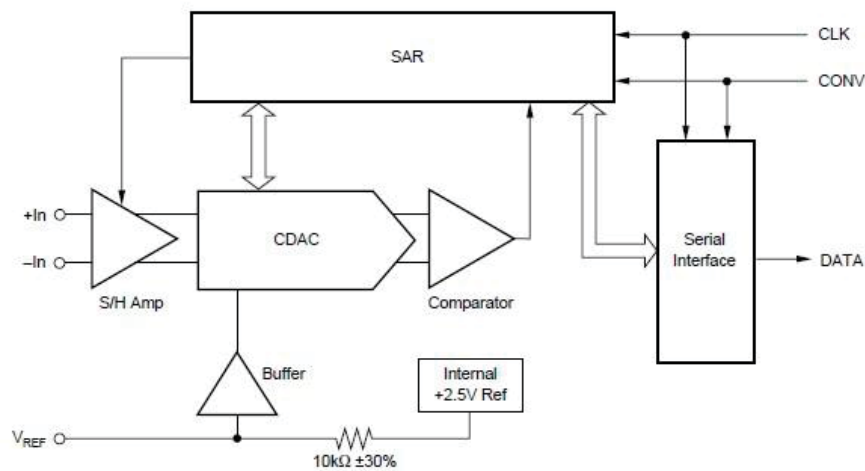 SAR
CLK
CONV
+In
–In
S/H Amp
CDAC
Comparator
Serial
Interface
DATA
Buffer
Internal
+2.5V Ref
VREF
10kΩ ±30%